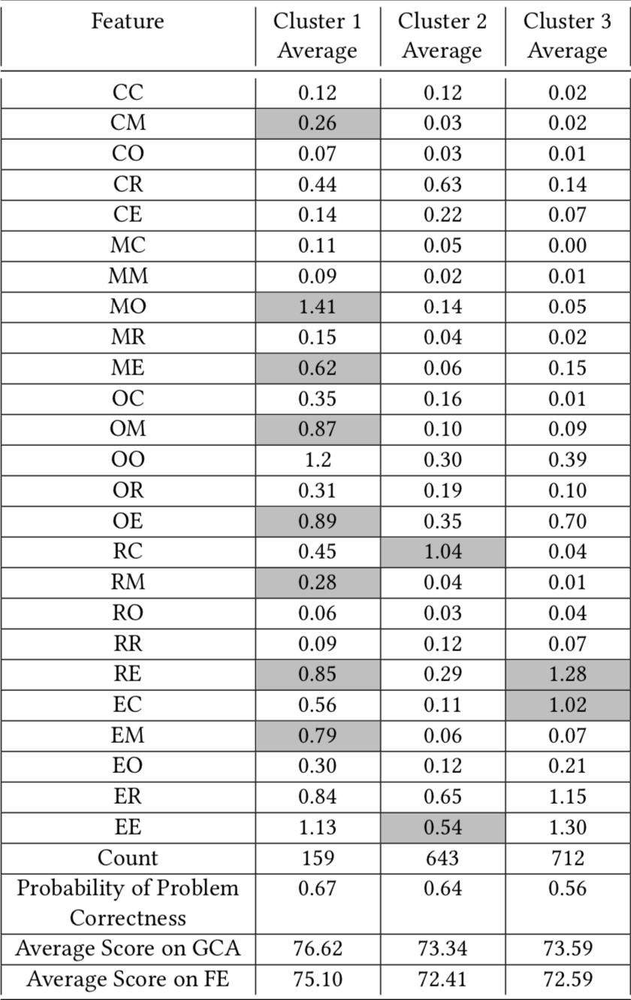 Feature Cluster 1 Cluster 2 Cluster 3
Average Average Average
CC 0.12 0.12 0.02
CM 0.26 0.03 0.02
CO 0.07 0.03 0.01
CR 0.44 0.63 0.14
CE 0.14 0.22 0.07
MC 0.11 0.05 0.00
MM 0.09 0.02 0.01
MO 1.41 0.14 0.05
MR 0.15 0.04 0.02
ME 0.62 0.06 0.15
OC 0.35 0.16 0.01
OM 0.87 0.10 0.09
OO 1.2 0.30 0.39
OR 0.31 0.19 0.10
OE 0.89 0.35 0.70
RC 0.45 1.04 0.04
RM 0.28 0.04 0.01
RO 0.06 0.03 0.04
RR 0.09 0.12 0.07
RE 0.85 0.29 1.28
EC 0.56 0.11 1.02
EM 0.79 0.06 0.07
EO 0.30 0.12 0.21
ER 0.84 0.65 1.15
EE 1.13 0.54 1.30
Count 159 643 712
Probability of Problem 0.67 0.64 0.56
Correctness
Average Score on GCA 76.62 73.34 73.59
Average Score on FE 75.10 72.41 72.59